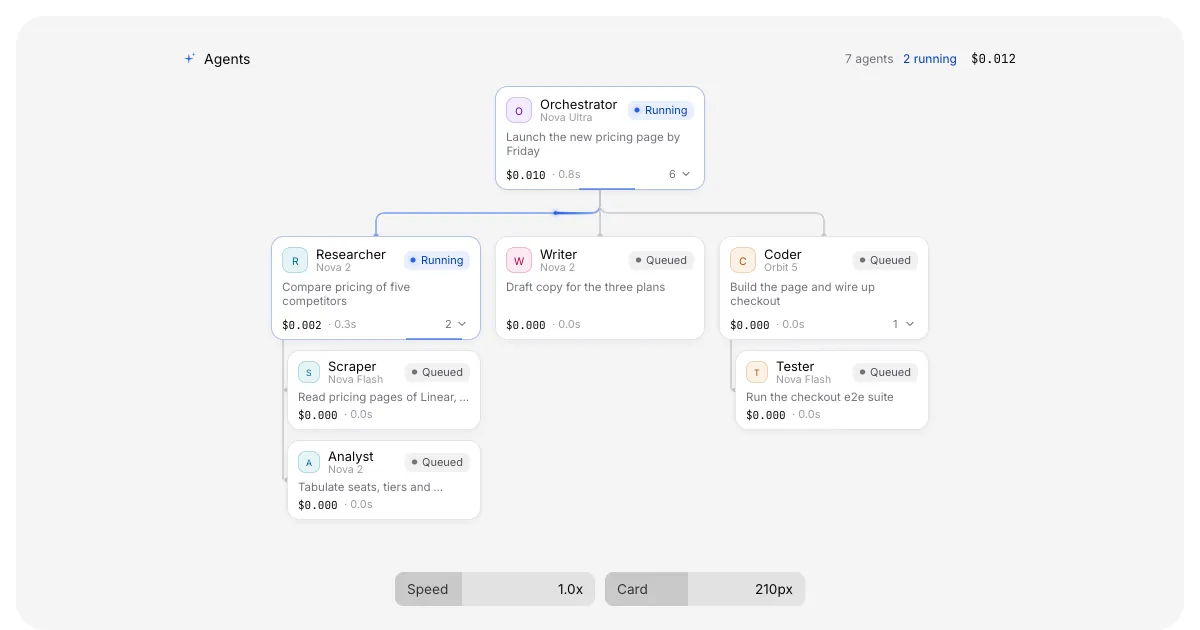 Agents
7 agents 2 running $0.012
O Orchestrator Running
Nova Ultra
Launch the new pricing page by
Friday
$0.010 · 0.8s 6
R Researcher Running
Nova 2
Compare pricing of five
competitors
$0.002 · 0.3s 2
W Writer Queued
Nova 2
Draft copy for the three plans
$0.000 · 0.0s
C Coder Queued
Orbit 5
Build the page and wire up
checkout
$0.000 · 0.0s 1
S Scraper Queued
Nova Flash
Read pricing pages of Linear, ...
$0.000 · 0.0s
T Tester Queued
Nova Flash
Run the checkout e2e suite
$0.000 · 0.0s
A Analyst Queued
Nova 2
Tabulate seats, tiers and ...
$0.000 · 0.0s
Speed 1.0x
Card 210px